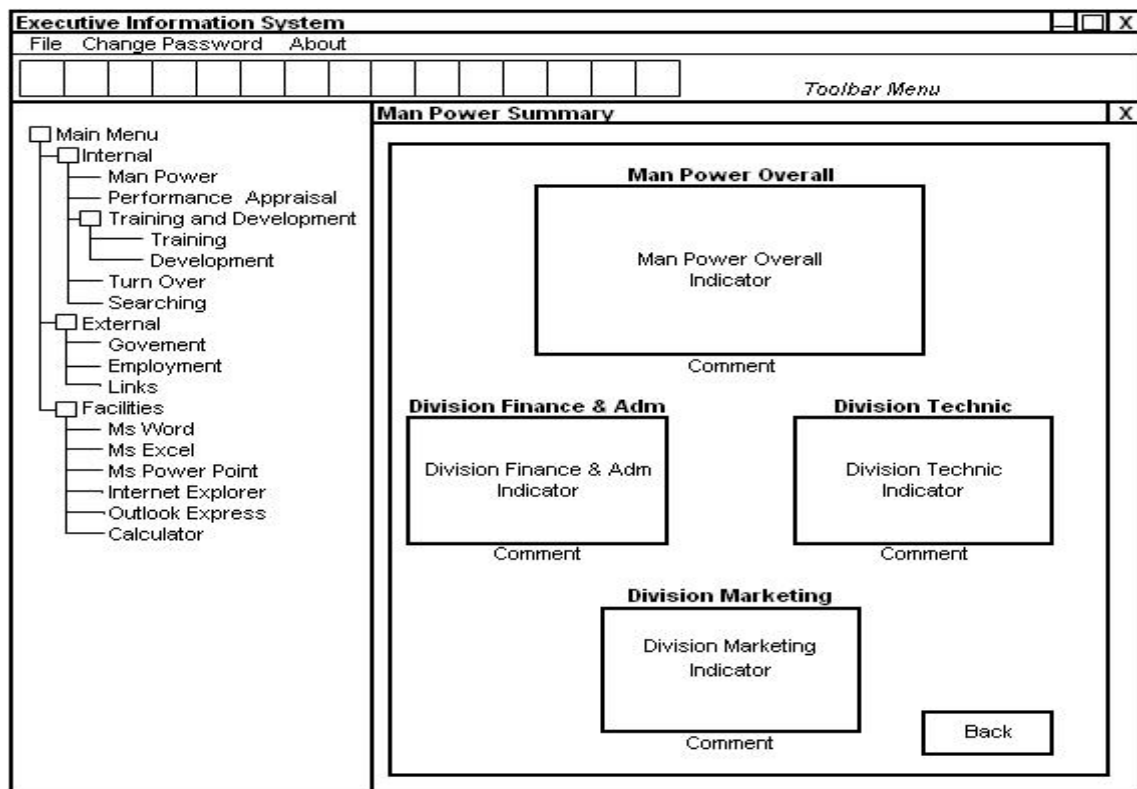 Executive Information System X
File Change Password About
Toolbar Menu
Main Menu
Internal
Man Power
Performance Appraisal
Training and Development
Training
Development
Turn Over
Searching
External
Govement
Employment
Links
Facilities
Ms Word
Ms Excel
Ms Power Point
Internet Explorer
Outlook Express
Calculator
Man Power Summary X
Man Power Overall
Man Power Overall
Indicator
Comment
Division Finance & Adm
Division Finance & Adm
Indicator
Comment
Division Technic
Division Technic
Indicator
Comment
Division Marketing
Division Marketing
Indicator
Comment
Back